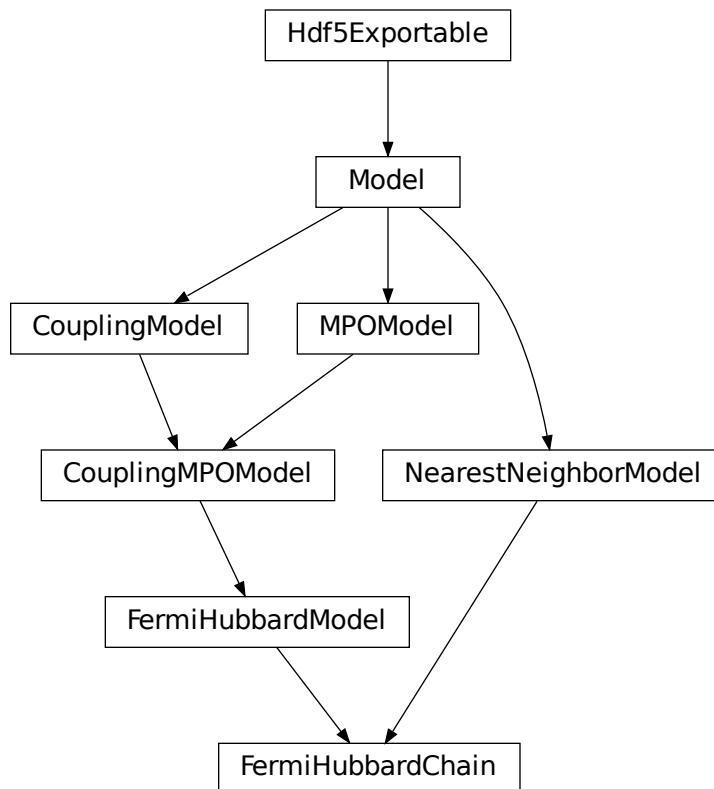 Hdf5Exportable
Model
CouplingModel
MPOModel
CouplingMPOModel
NearestNeighborModel
FermiHubbardModel
FermiHubbardChain